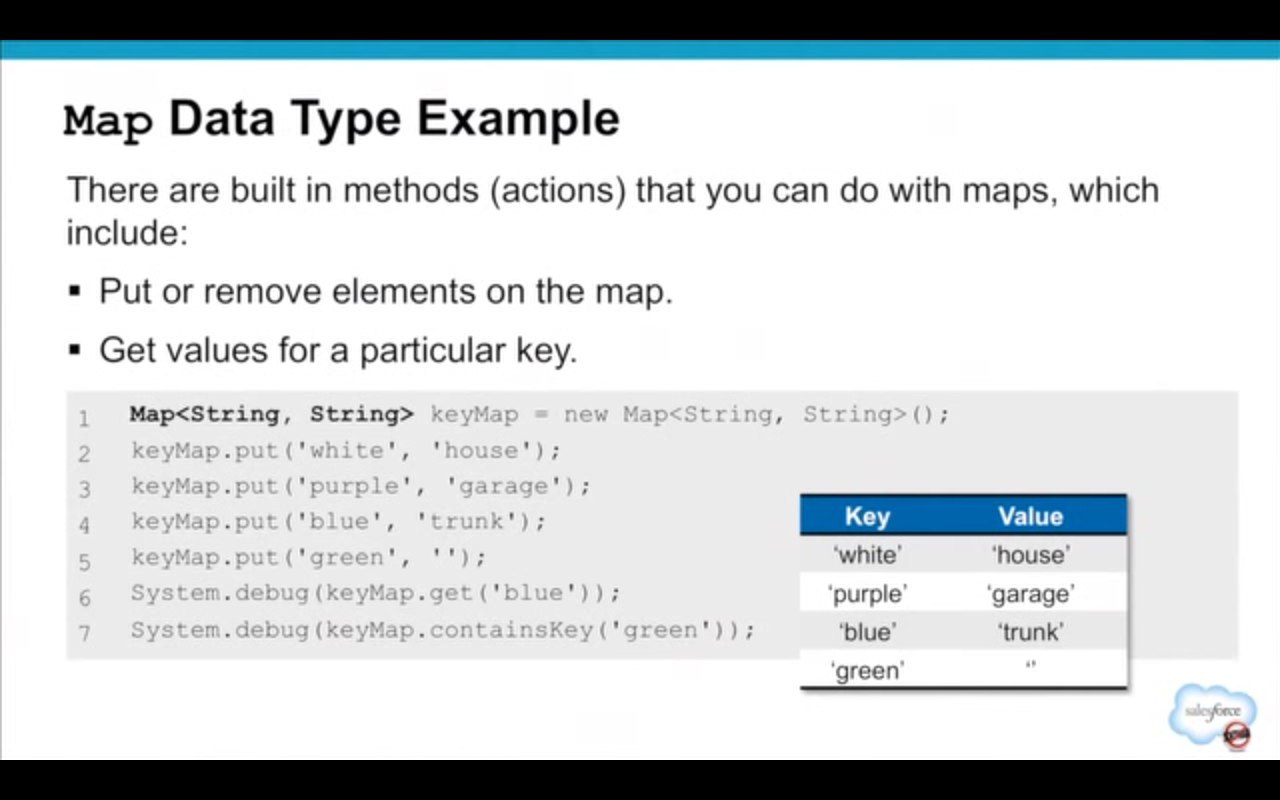 Map Data Type Example
There are built in methods (actions) that you can do with maps, which
include:
▪ Put or remove elements on the map.
▪ Get values for a particular key.
1 Map<String, String> keyMap = new Map<String, String>();
2 keyMap.put('white', 'house');
3 keyMap.put('purple', 'garage');
4 keyMap.put('blue', 'trunk');
5 keyMap.put('green', '');
6 System.debug(keyMap.get('blue'));
7 System.debug(keyMap.containsKey('green'));
Key Value
‘white’ ‘house’
‘purple’ ‘garage’
‘blue’ ‘trunk’
‘green’ ‘’
salesforce